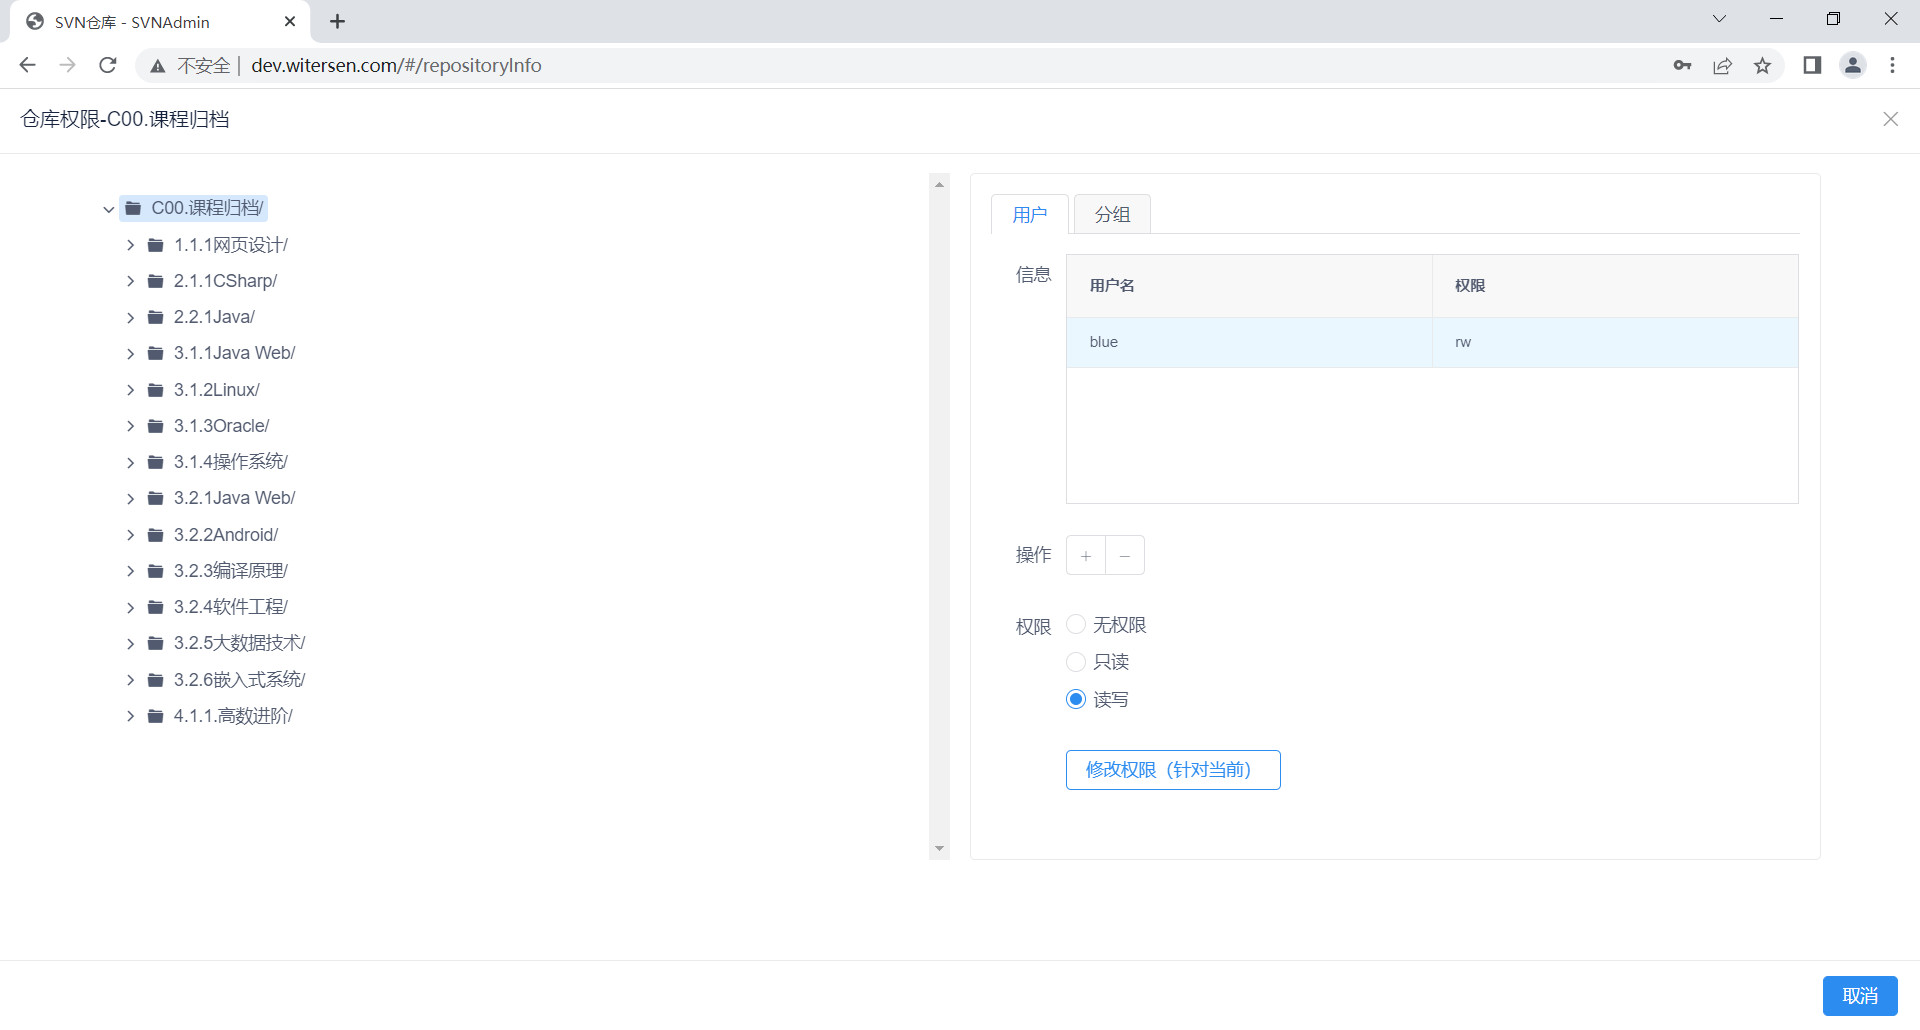 SVN仓库 - SVNAdmin
不安全 | dev.witersen.com/#/repositoryInfo
仓库权限-C00.课程归档
C00.课程归档/
1.1.1网页设计/
2.1.1CSharp/
2.2.1Java/
3.1.1Java Web/
3.1.2Linux/
3.1.3Oracle/
3.1.4操作系统/
3.2.1Java Web/
3.2.2Android/
3.2.3编译原理/
3.2.4软件工程/
3.2.5大数据技术/
3.2.6嵌入式系统/
4.1.1.高数进阶/
用户 分组
信息 用户名 权限
blue rw
操作 + −
权限 无权限
只读
读写
修改权限（针对当前）
取消